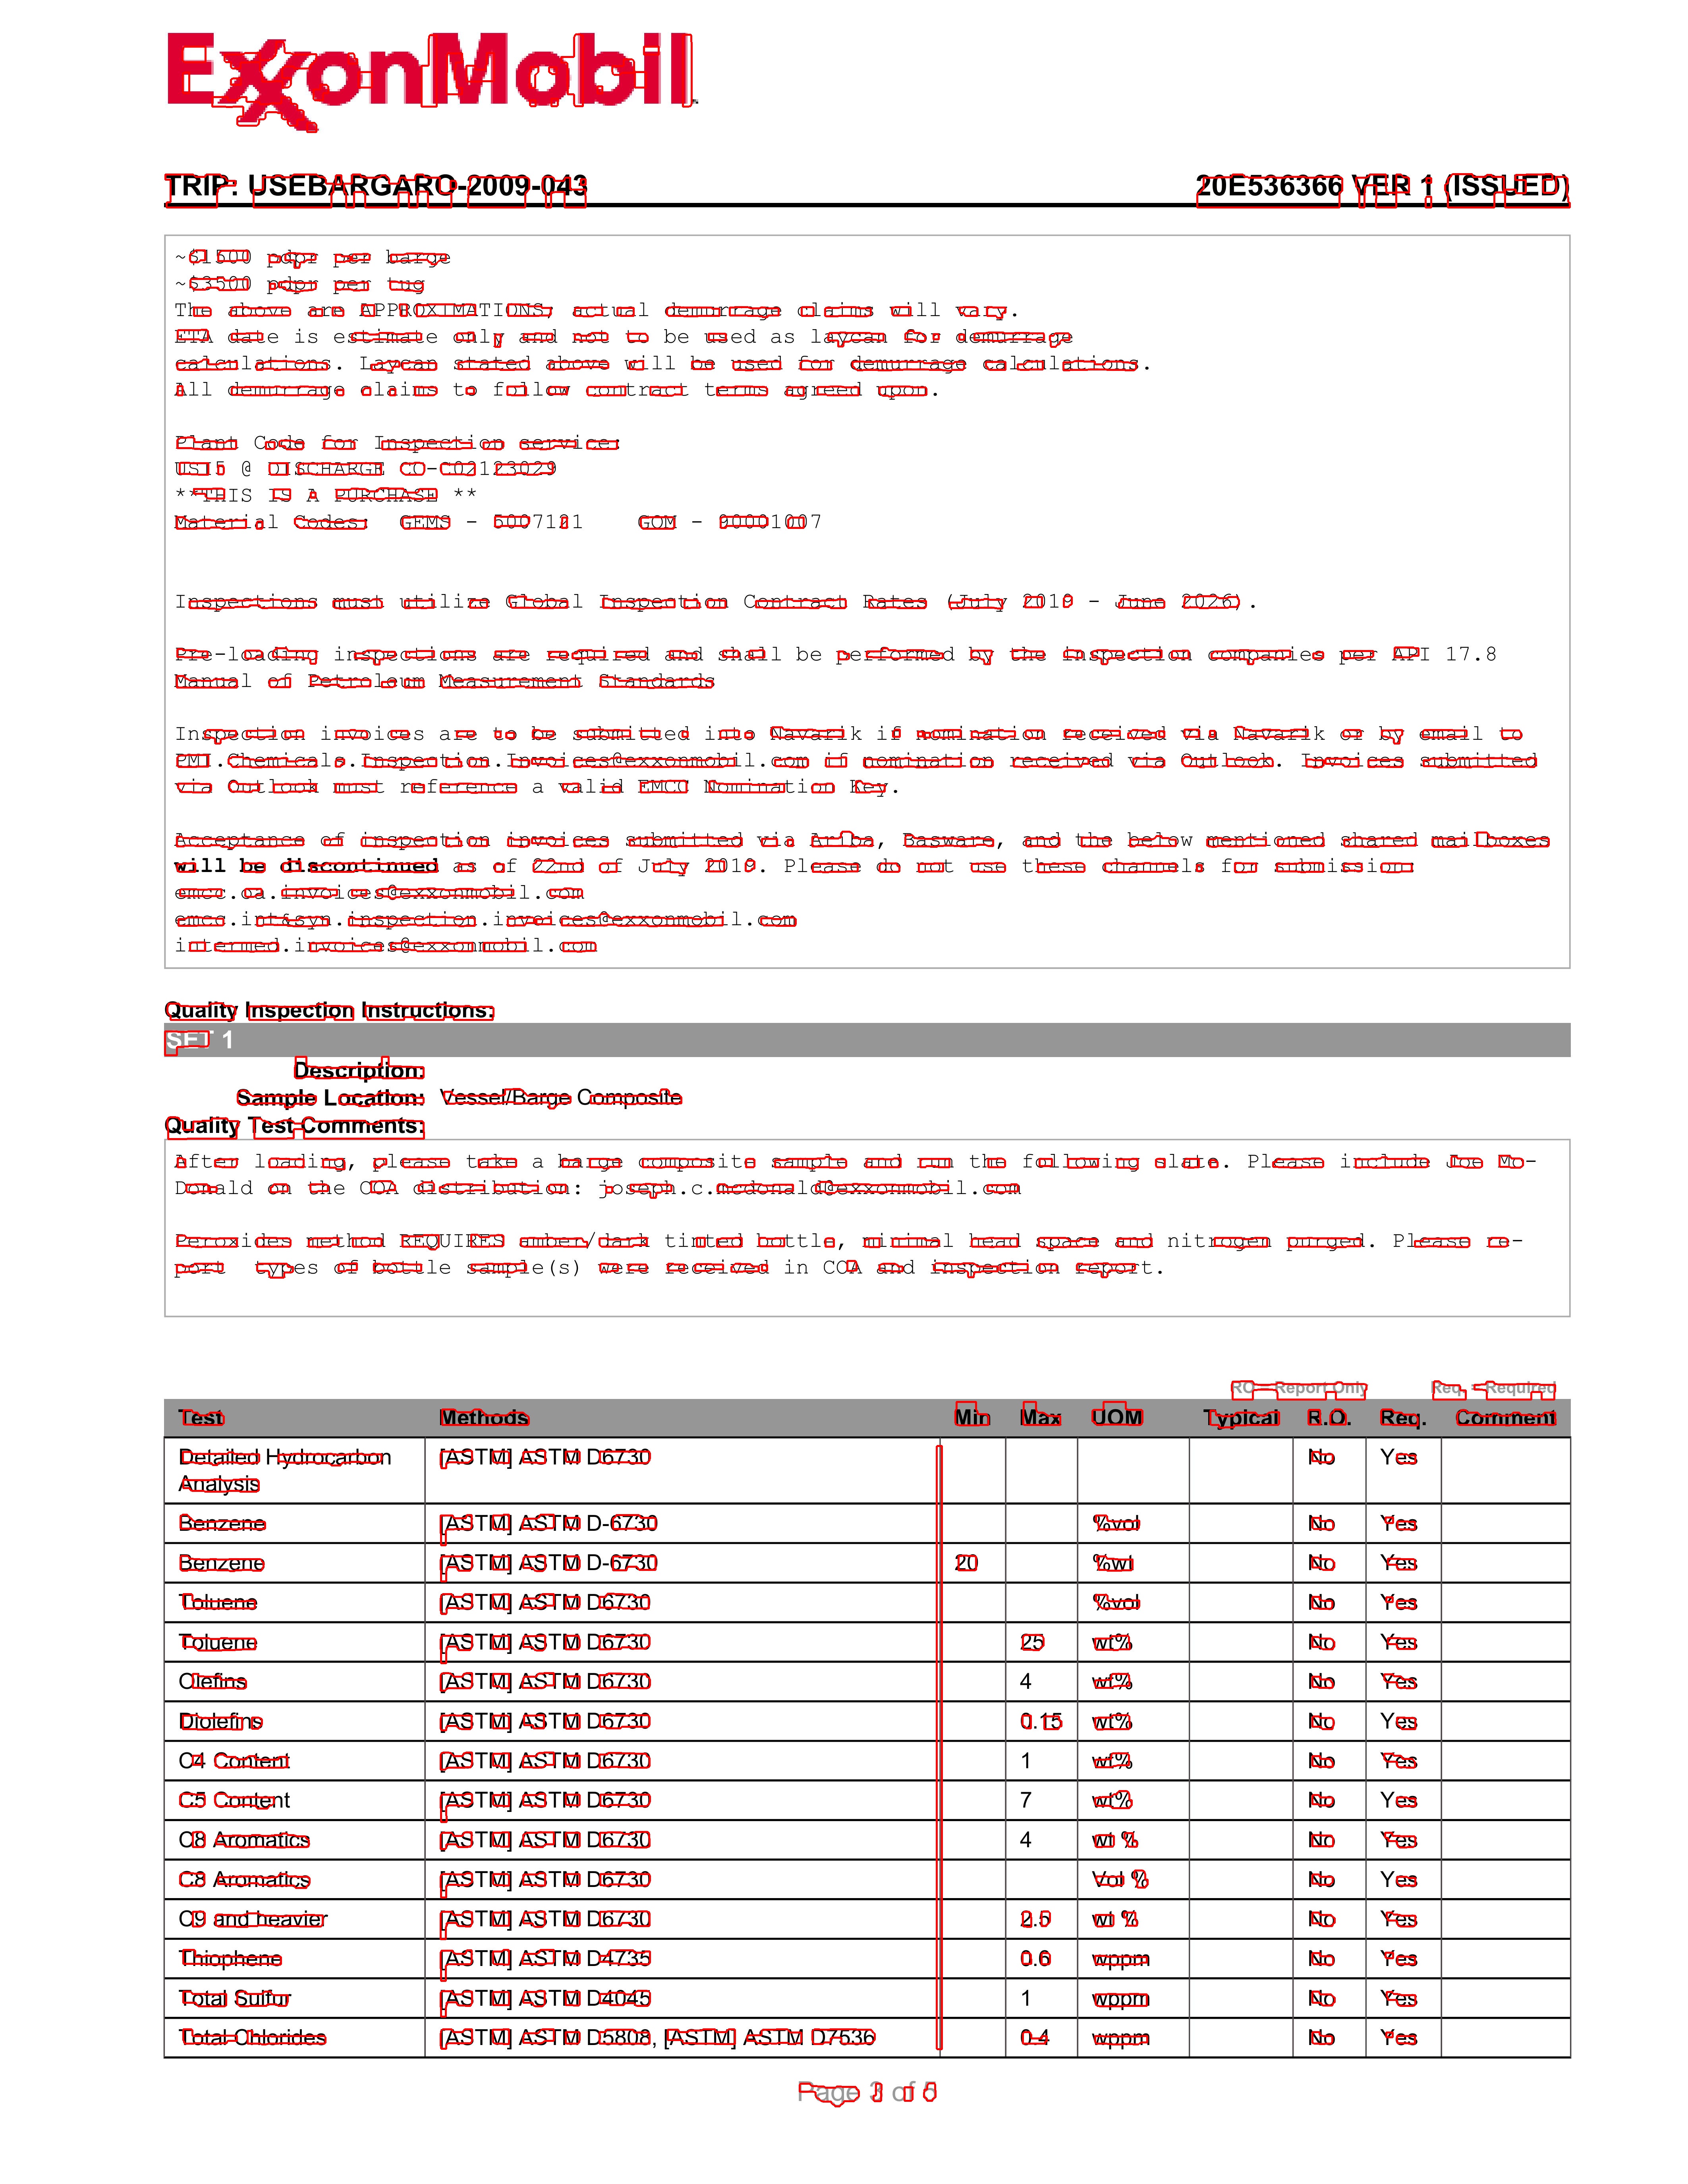 ExxonMobil
TRIP: USEBARGARO-2009-043 20E536366 VER 1 (ISSUED)
~$1500 pdpr per barge
~$3500 pdpr per tug
The above are APPROXIMATIONS; actual demurrage claims will vary.
ETA date is estimate only and not to be used as laycan for demurrage
calculations. Laycan stated above will be used for demurrage calculations.
All demurrage claims to follow contract terms agreed upon.
Plant Code for Inspection service:
USI5 @ DISCHARGE CO-C02123029
**THIS IS A PURCHASE **
Material Codes: GEMS - 5007121 GOM - 90001007
Inspections must utilize Global Inspection Contract Rates (July 2019 - June 2026).
Pre-loading inspections are required and shall be performed by the inspection companies per API 17.8
Manual of Petroleum Measurement Standards
Inspection invoices are to be submitted into Navarik if nomination received via Navarik or by email to
PMT.Chemicals.Inspection.Invoices@exxonmobil.com if nomination received via Outlook. Invoices submitted
via Outlook must reference a valid EMCC Nomination Key.
Acceptance of inspection invoices submitted via Ariba, Basware, and the below mentioned shared mailboxes
will be discontinued as of 22nd of July 2019. Please do not use these channels for submission:
emcc.oa.invoices@exxonmobil.com
emcc.int&syn.inspection.invoices@exxonmobil.com
intermed.invoices@exxonmobil.com
Quality Inspection Instructions:
SET 1
Description:
Sample Location: Vessel/Barge Composite
Quality Test Comments:
After loading, please take a barge composite sample and run the following slate. Please include Joe Mc-
Donald on the COA distribution: joseph.c.mcdonald@exxonmobil.com
Peroxides method REQUIRES amber/dark tinted bottle, minimal head space and nitrogen purged. Please re-
port types of bottle sample(s) were received in COA and inspection report.
RO = Report Only Req. = Required
Test Methods Min Max UOM Typical R.O. Req. Comment
Detailed Hydrocarbon [ASTM] ASTM D6730 No Yes
Analysis
Benzene [ASTM] ASTM D-6730 %vol No Yes
Benzene [ASTM] ASTM D-6730 20 %wt No Yes
Toluene [ASTM] ASTM D6730 %vol No Yes
Toluene [ASTM] ASTM D6730 25 wt% No Yes
Olefins [ASTM] ASTM D6730 4 wt% No Yes
Diolefins [ASTM] ASTM D6730 0.15 wt% No Yes
C4 Content [ASTM] ASTM D6730 1 wt% No Yes
C5 Content [ASTM] ASTM D6730 7 wt% No Yes
C8 Aromatics [ASTM] ASTM D6730 4 wt % No Yes
C8 Aromatics [ASTM] ASTM D6730 Vol % No Yes
C9 and heavier [ASTM] ASTM D6730 2.5 wt % No Yes
Thiophene [ASTM] ASTM D4735 0.6 wppm No Yes
Total Sulfur [ASTM] ASTM D4045 1 wppm No Yes
Total Chlorides [ASTM] ASTM D5808, [ASTM] ASTM D7536 0.4 wppm No Yes
Page 3 of 5